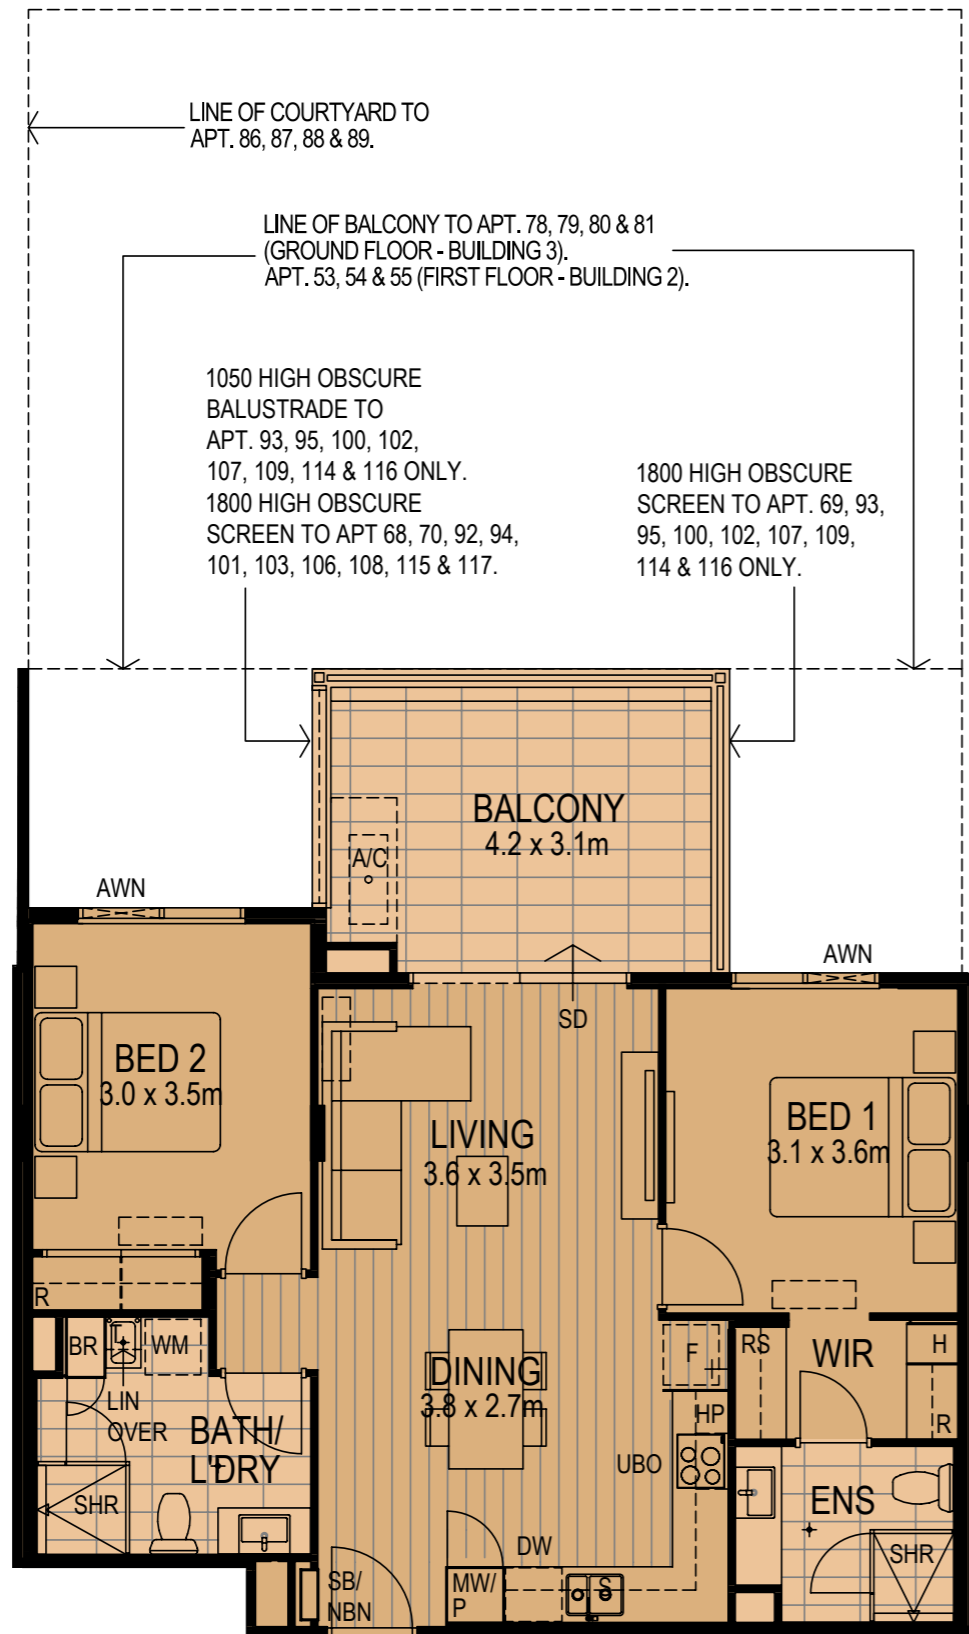 LINE OF COURTYARD TO
APT. 86, 87, 88 & 89.
LINE OF BALCONY TO APT. 78, 79, 80 & 81
(GROUND FLOOR - BUILDING 3).
APT. 53, 54 & 55 (FIRST FLOOR - BUILDING 2).
1050 HIGH OBSCURE
BALUSTRADE TO
APT. 93, 95, 100, 102,
107, 109, 114 & 116 ONLY.
1800 HIGH OBSCURE
SCREEN TO APT 68, 70, 92, 94,
101, 103, 106, 108, 115 & 117.
1800 HIGH OBSCURE
SCREEN TO APT. 69, 93,
95, 100, 102, 107, 109,
114 & 116 ONLY.
BALCONY
4.2 x 3.1m
A/C
AWN
AWN
SD
BED 2
3.0 x 3.5m
LIVING
3.6 x 3.5m
BED 1
3.1 x 3.6m
R
BR
WM
LIN
OVER
BATH/
L'DRY
SHR
DINING
3.8 x 2.7m
F
HP
UBO
RS
WIR
H
R
ENS
SHR
DW
S
MW/
P
SB/
NBN